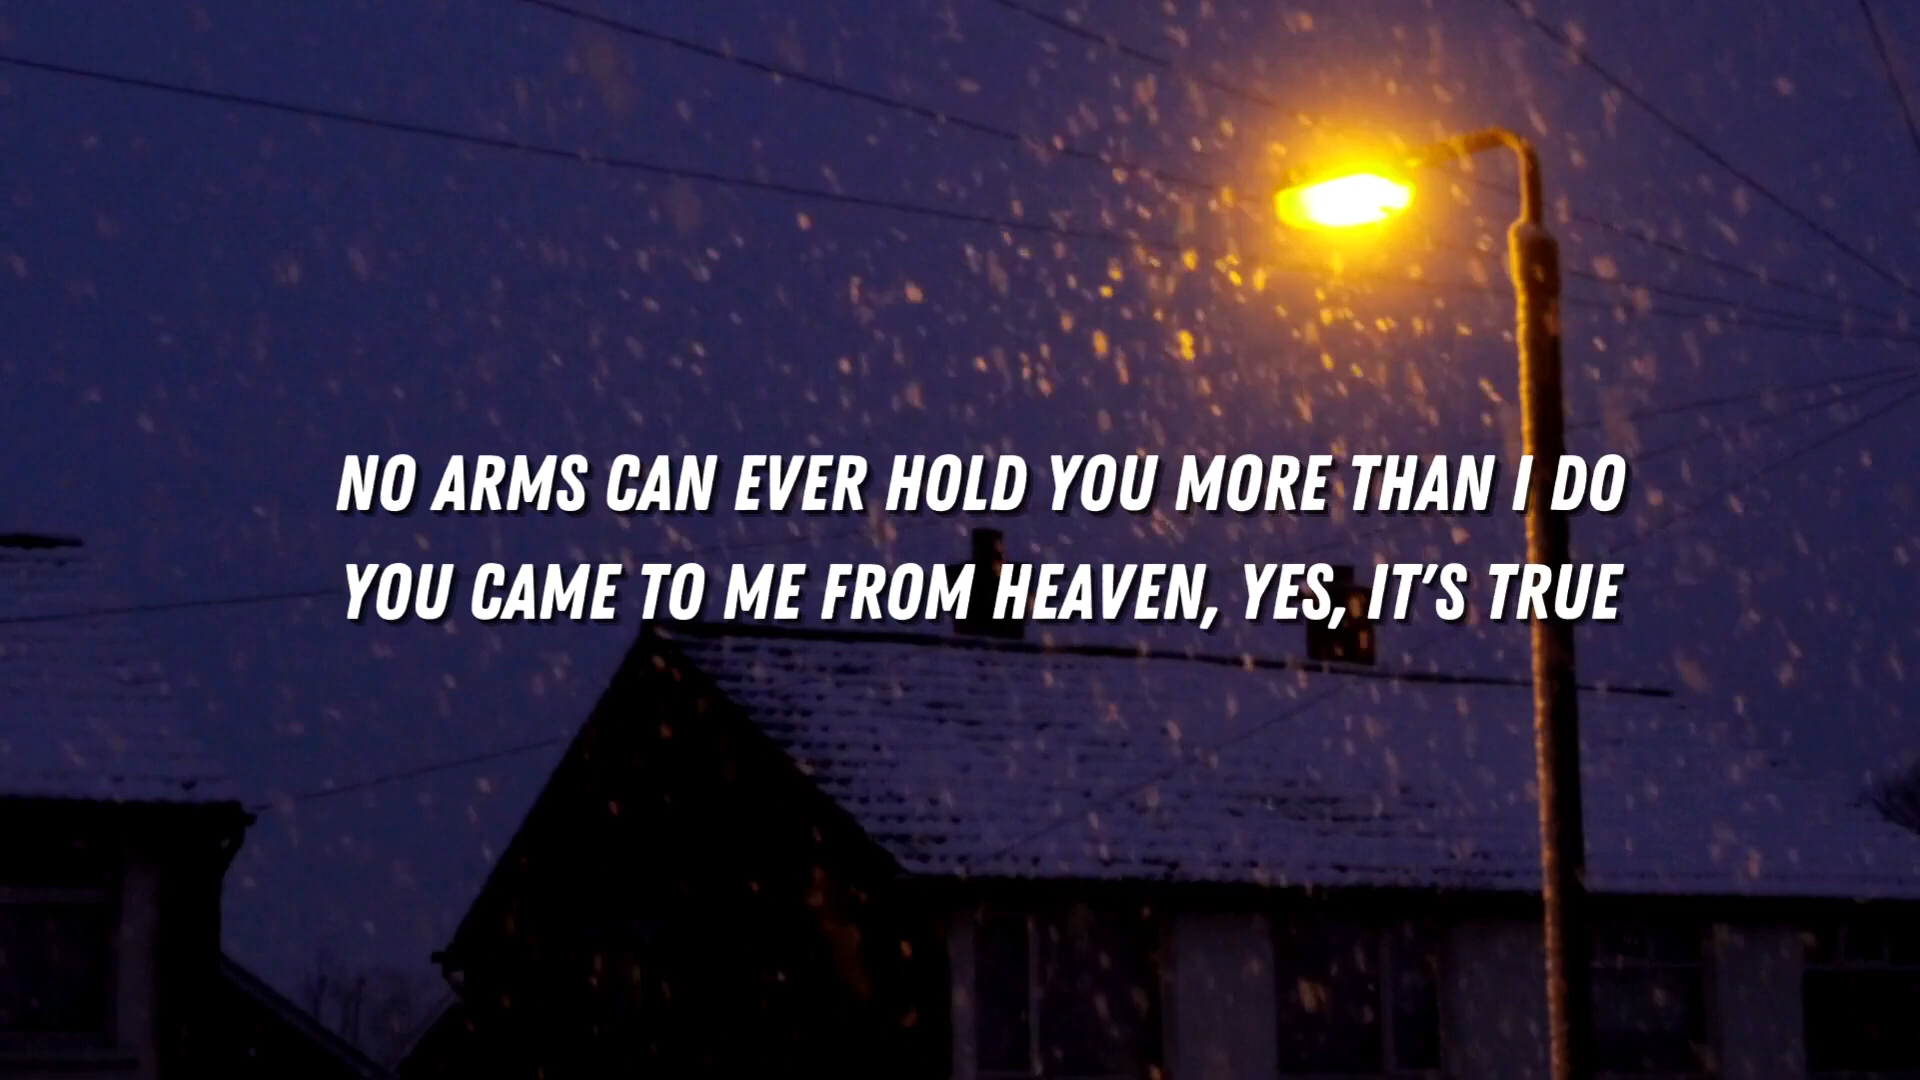 NO ARMS CAN EVER HOLD YOU MORE THAN I DO
YOU CAME TO ME FROM HEAVEN, YES, IT'S TRUE